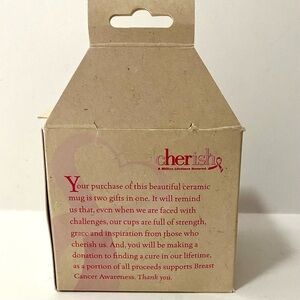 cherish
A Million Lifetimes Honored.
Your purchase of this beautiful ceramic
mug is two gifts in one. It will remind
us that, even when we are faced with
challenges, our cups are full of strength,
grace and inspiration from those who
cherish us. And, you will be making a
donation to finding a cure in our lifetime,
as a portion of all proceeds supports Breast
Cancer Awareness. Thank you.